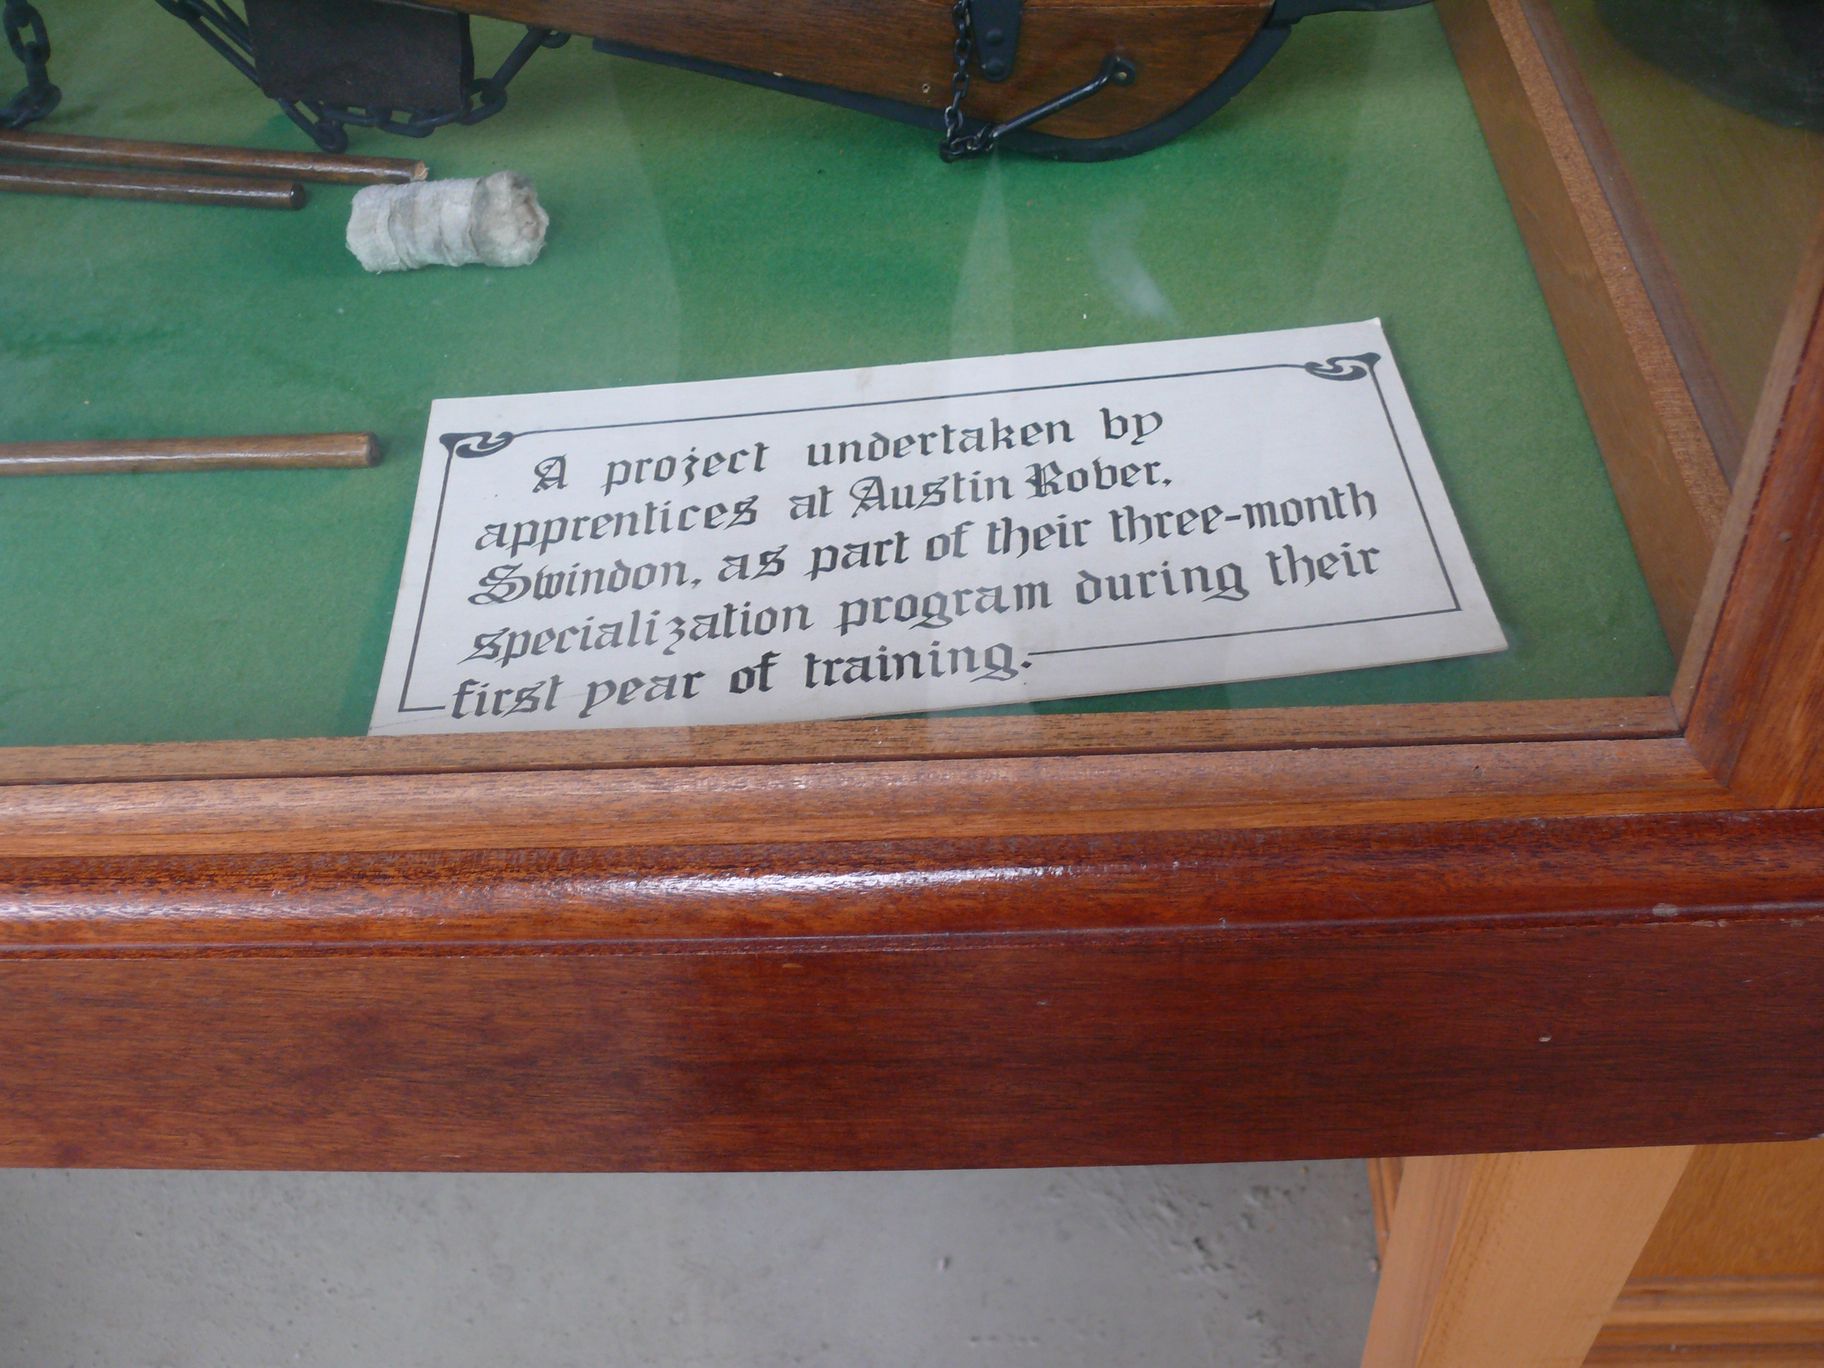 A project undertaken by
apprentices at Austin Rover,
Swindon, as part of their three-month
specialization program during their
first year of training.